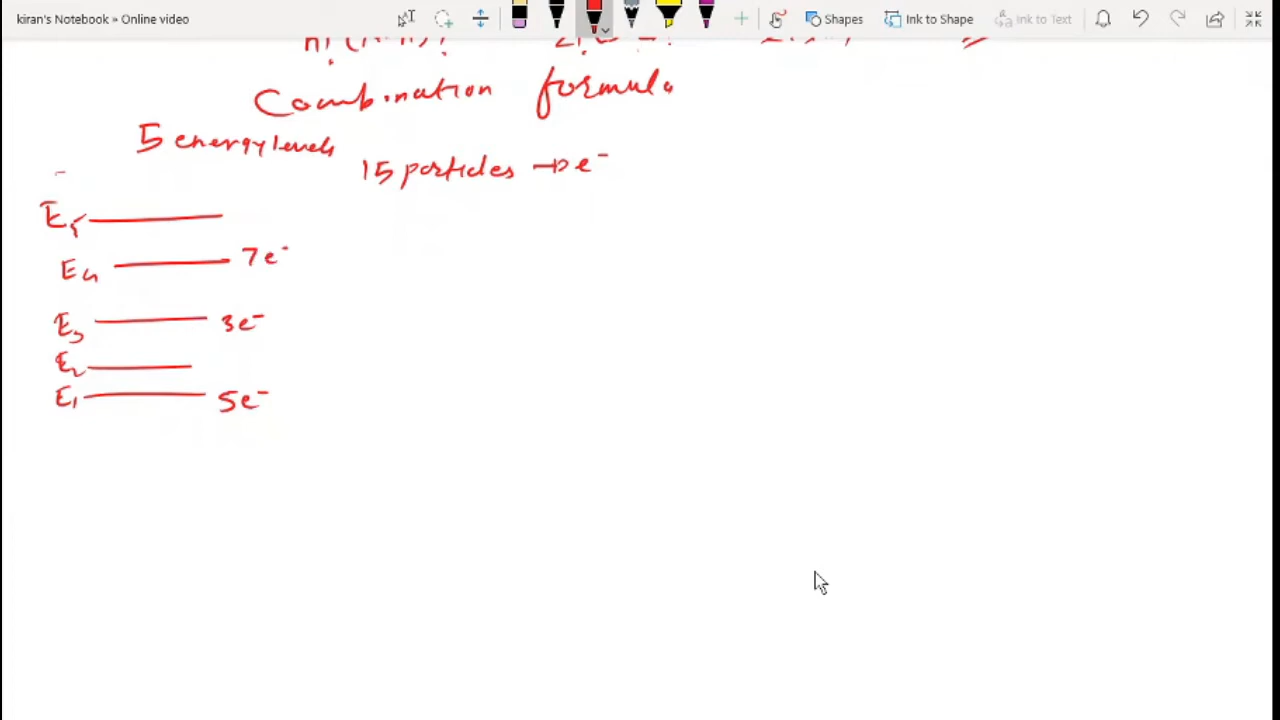 kiran's Notebook » Online video
Shapes
Ink to Shape
Ink to Text
Combination formula
5 energy levels
15 particles → e⁻
E₅
E₄ 7e⁻
E₃ 3e⁻
E₂
E₁ 5e⁻